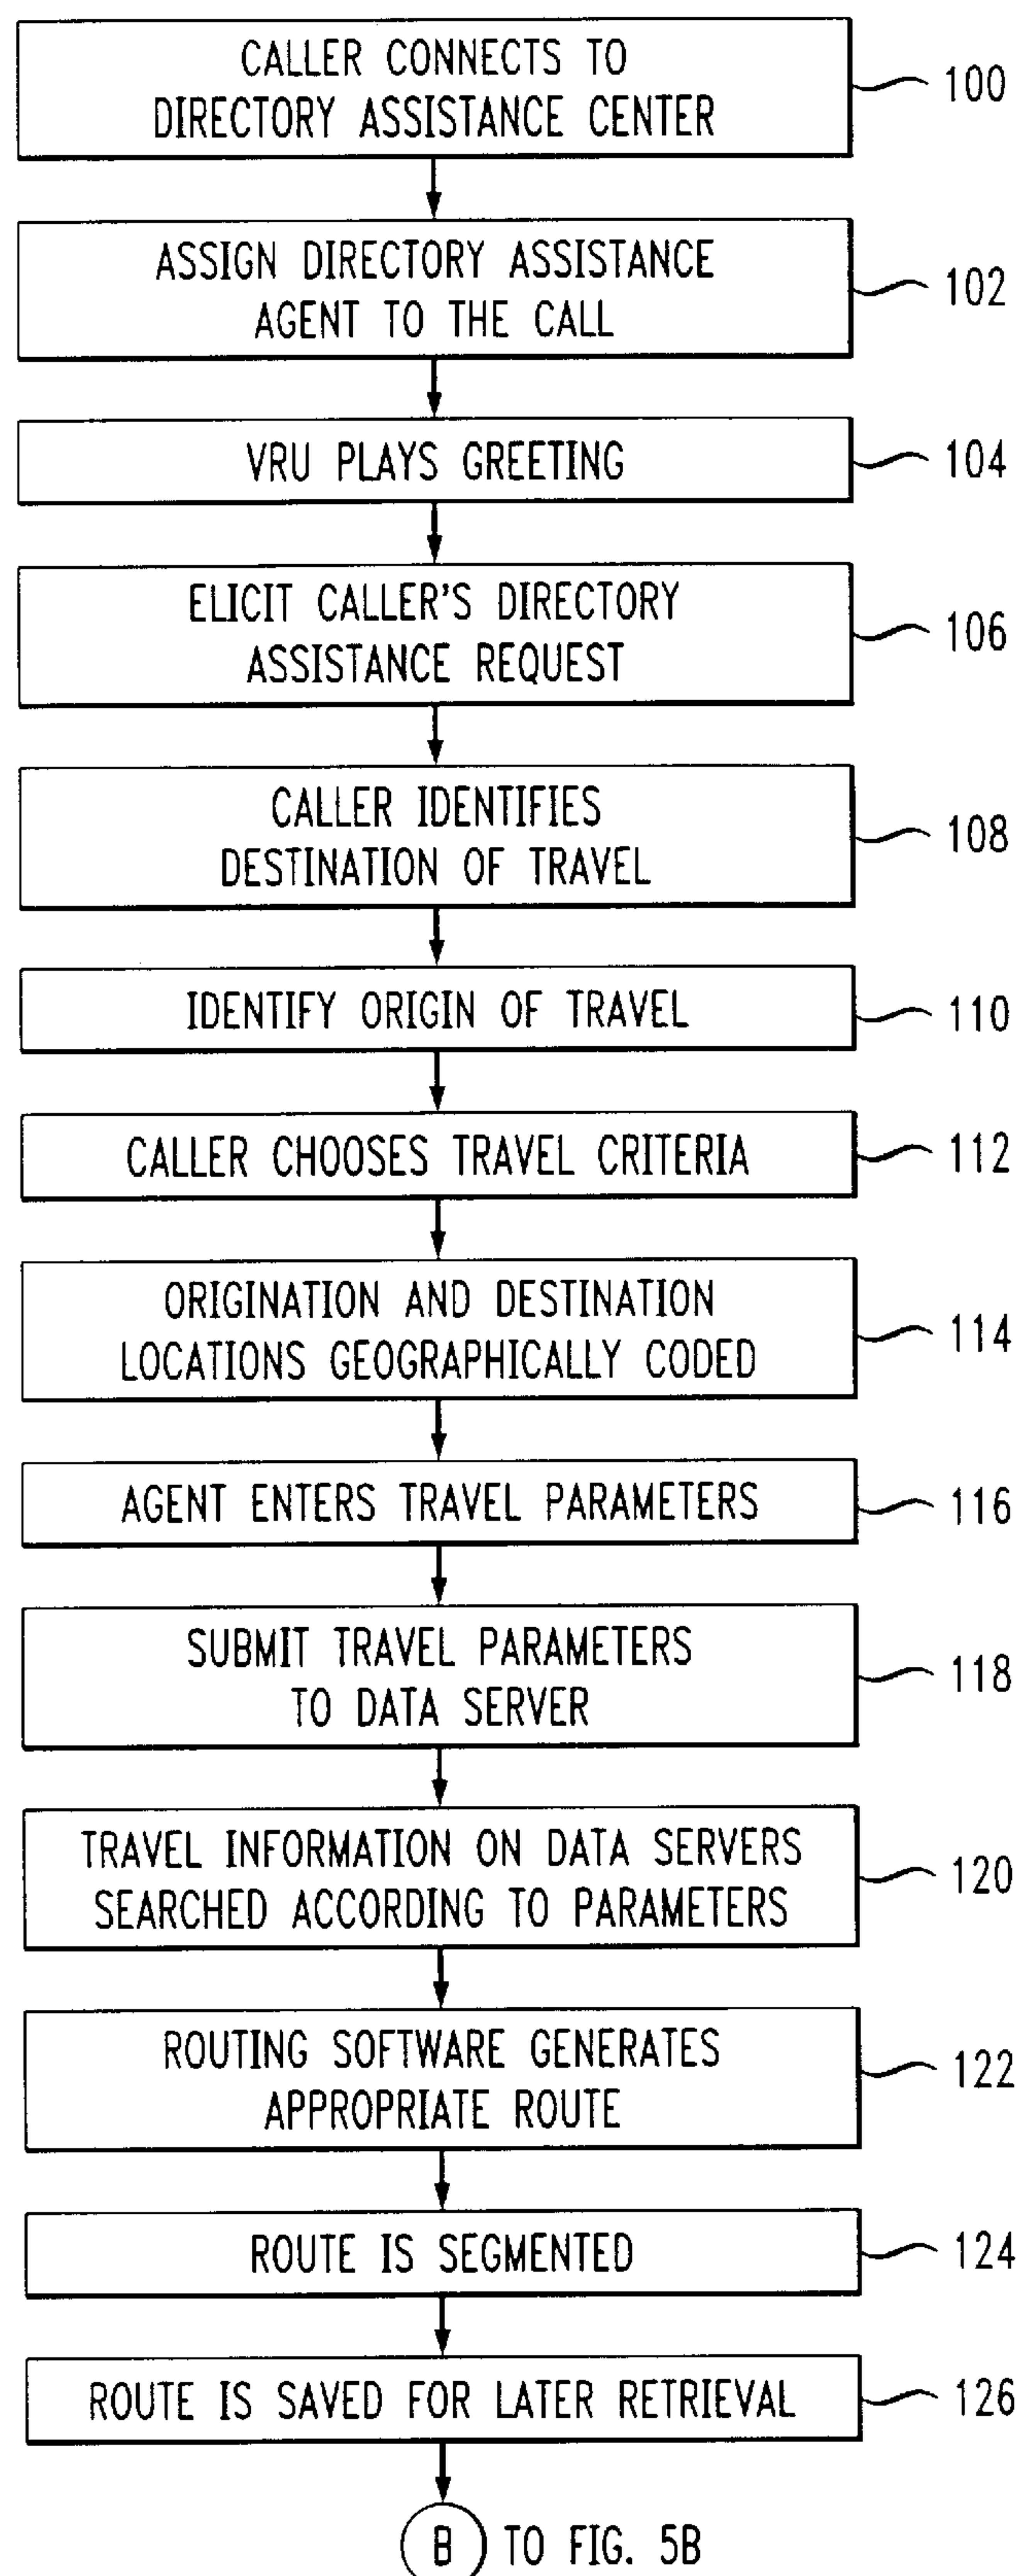 CALLER CONNECTS TO
DIRECTORY ASSISTANCE CENTER
100
ASSIGN DIRECTORY ASSISTANCE
AGENT TO THE CALL
102
VRU PLAYS GREETING
104
ELICIT CALLER'S DIRECTORY
ASSISTANCE REQUEST
106
CALLER IDENTIFIES
DESTINATION OF TRAVEL
108
IDENTIFY ORIGIN OF TRAVEL
110
CALLER CHOOSES TRAVEL CRITERIA
112
ORIGINATION AND DESTINATION
LOCATIONS GEOGRAPHICALLY CODED
114
AGENT ENTERS TRAVEL PARAMETERS
116
SUBMIT TRAVEL PARAMETERS
TO DATA SERVER
118
TRAVEL INFORMATION ON DATA SERVERS
SEARCHED ACCORDING TO PARAMETERS
120
ROUTING SOFTWARE GENERATES
APPROPRIATE ROUTE
122
ROUTE IS SEGMENTED
124
ROUTE IS SAVED FOR LATER RETRIEVAL
126
B TO FIG. 5B